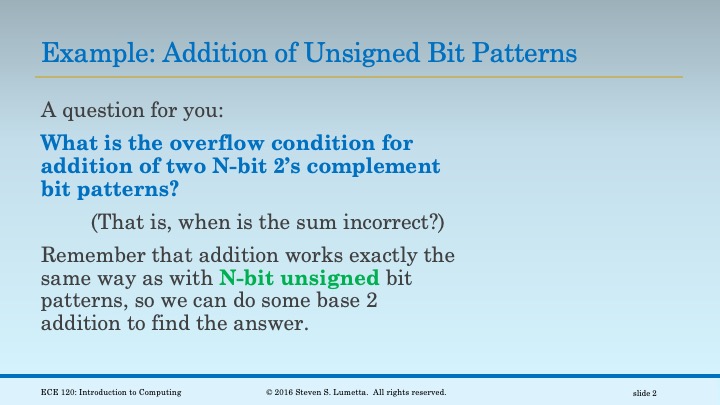 Example: Addition of Unsigned Bit Patterns
A question for you:
What is the overflow condition for
addition of two N-bit 2’s complement
bit patterns?
(That is, when is the sum incorrect?)
Remember that addition works exactly the
same way as with N-bit unsigned bit
patterns, so we can do some base 2
addition to find the answer.
ECE 120: Introduction to Computing
© 2016 Steven S. Lumetta.  All rights reserved.
slide 2